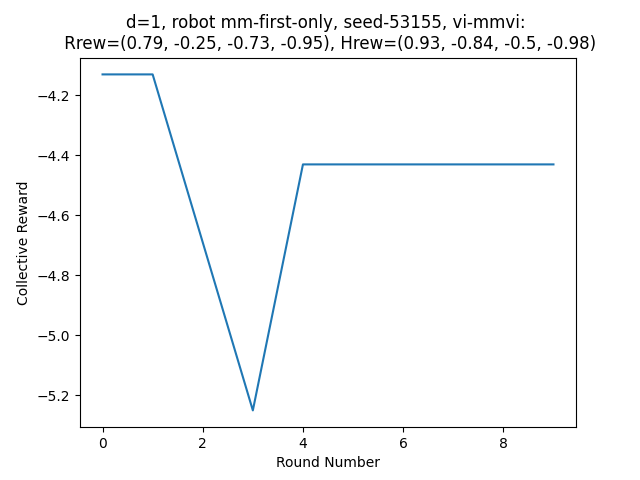 d=1, robot mm-first-only, seed-53155, vi-mmvi:
Rrew=(0.79, -0.25, -0.73, -0.95), Hrew=(0.93, -0.84, -0.5, -0.98)
−4.2
−4.4
−4.6
−4.8
−5.0
−5.2
Collective Reward
0 2 4 6 8
Round Number